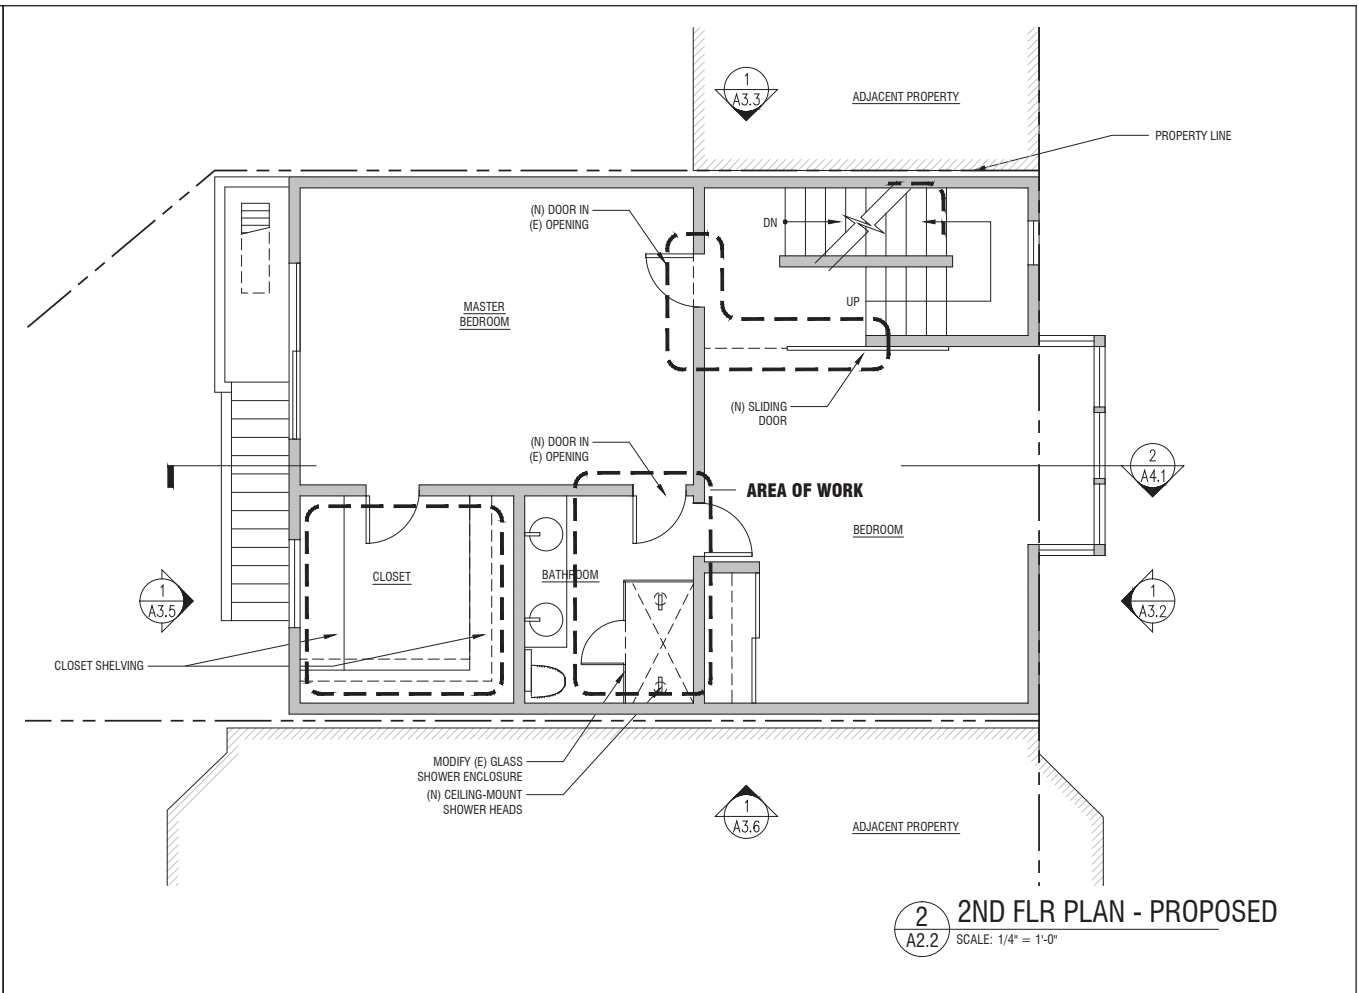 1
A3.3
ADJACENT PROPERTY
PROPERTY LINE
(N) DOOR IN
(E) OPENING
DN
MASTER
BEDROOM
UP
(N) SLIDING
DOOR
(N) DOOR IN
(E) OPENING
2
A4.1
AREA OF WORK
BEDROOM
CLOSET
BATHROOM
1
A3.5
1
A3.2
CLOSET SHELVING
MODIFY (E) GLASS
SHOWER ENCLOSURE
(N) CEILING-MOUNT
SHOWER HEADS
1
A3.6
ADJACENT PROPERTY
2
A2.2
2ND FLR PLAN - PROPOSED
SCALE: 1/4" = 1'-0"